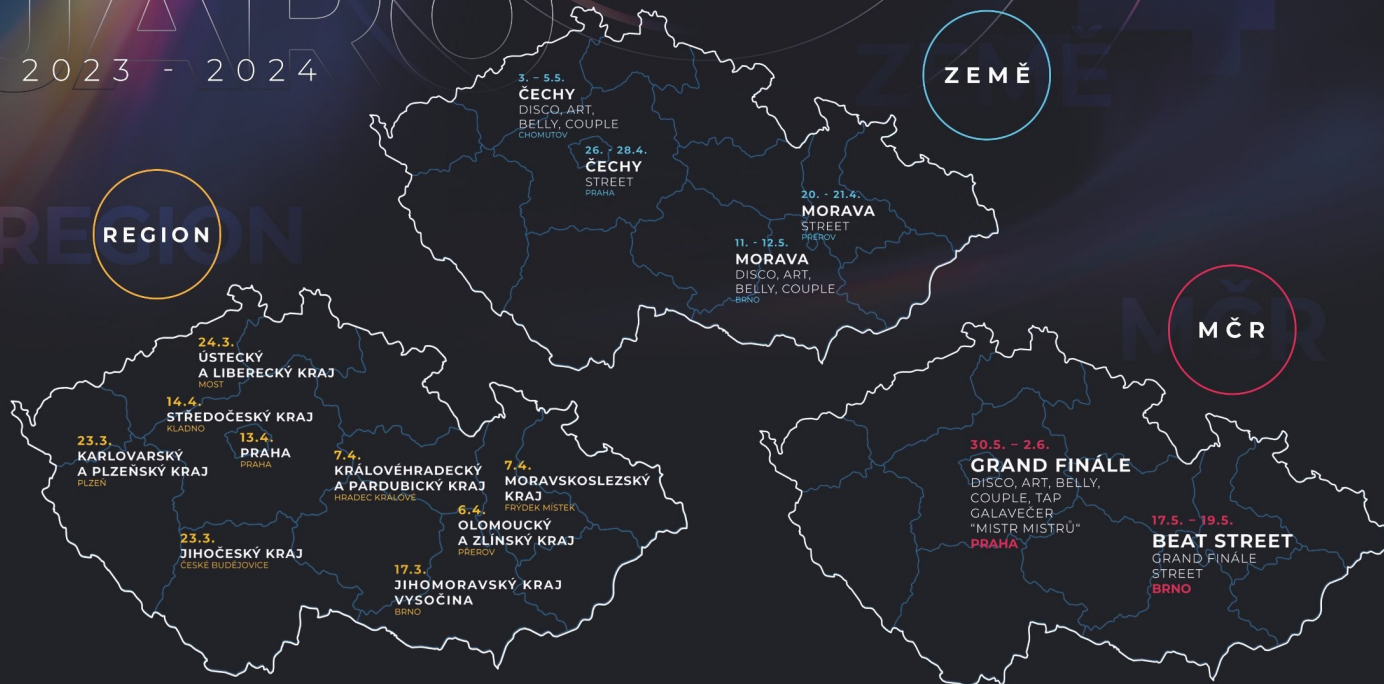 JARO
2023 - 2024
ZEMĚ
ZEMĚ
3. – 5.5.
ČECHY
DISCO, ART,
BELLY, COUPLE
CHOMUTOV
26. - 28.4.
ČECHY
STREET
PRAHA
20. - 21.4.
MORAVA
STREET
PŘEROV
11. - 12.5.
MORAVA
DISCO, ART,
BELLY, COUPLE
BRNO
REGION
REGION
24.3.
ÚSTECKÝ
A LIBERECKÝ KRAJ
MOST
14.4.
STŘEDOČESKÝ KRAJ
KLADNO
23.3.
KARLOVARSKÝ
A PLZEŇSKÝ KRAJ
PLZEŇ
13.4.
PRAHA
PRAHA
7.4.
KRÁLOVÉHRADECKÝ
A PARDUBICKÝ KRAJ
HRADEC KRÁLOVÉ
7.4.
MORAVSKOSLEZSKÝ
KRAJ
FRÝDEK MÍSTEK
6.4.
OLOMOUCKÝ
A ZLÍNSKÝ KRAJ
PŘEROV
23.3.
JIHOČESKÝ KRAJ
ČESKÉ BUDĚJOVICE
17.3.
JIHOMORAVSKÝ KRAJ
VYSOČINA
BRNO
MČR
MČR
30.5. – 2.6.
GRAND FINÁLE
DISCO, ART, BELLY,
COUPLE, TAP
GALAVEČER
"MISTR MISTRŮ"
PRAHA
17.5. – 19.5.
BEAT STREET
GRAND FINÁLE
STREET
BRNO